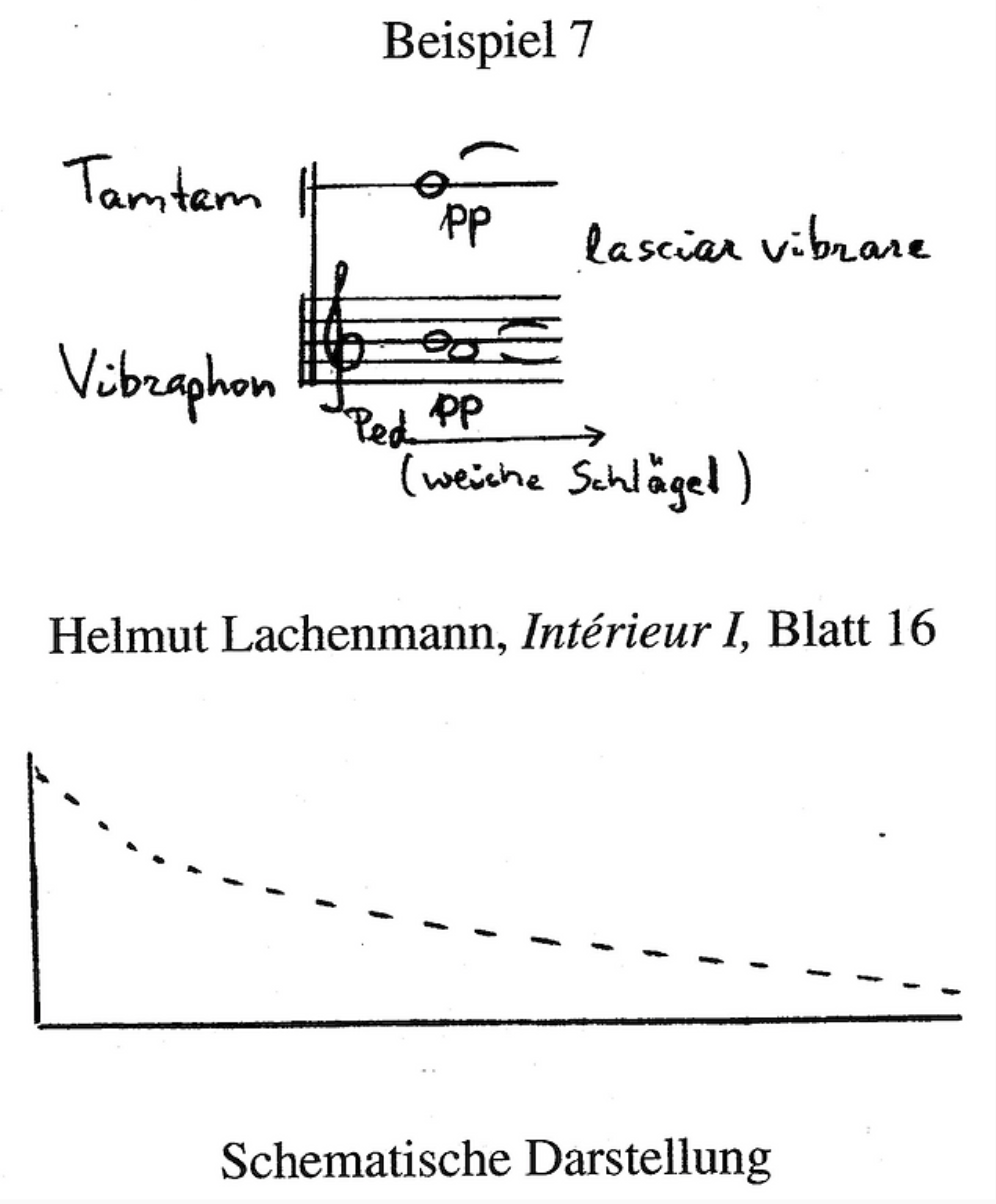 Beispiel 7
Tamtam
pp
lasciar vibrare
Vibraphon
Ped. pp
(weiche Schlägel)
Helmut Lachenmann, Intérieur I, Blatt 16
Schematische Darstellung